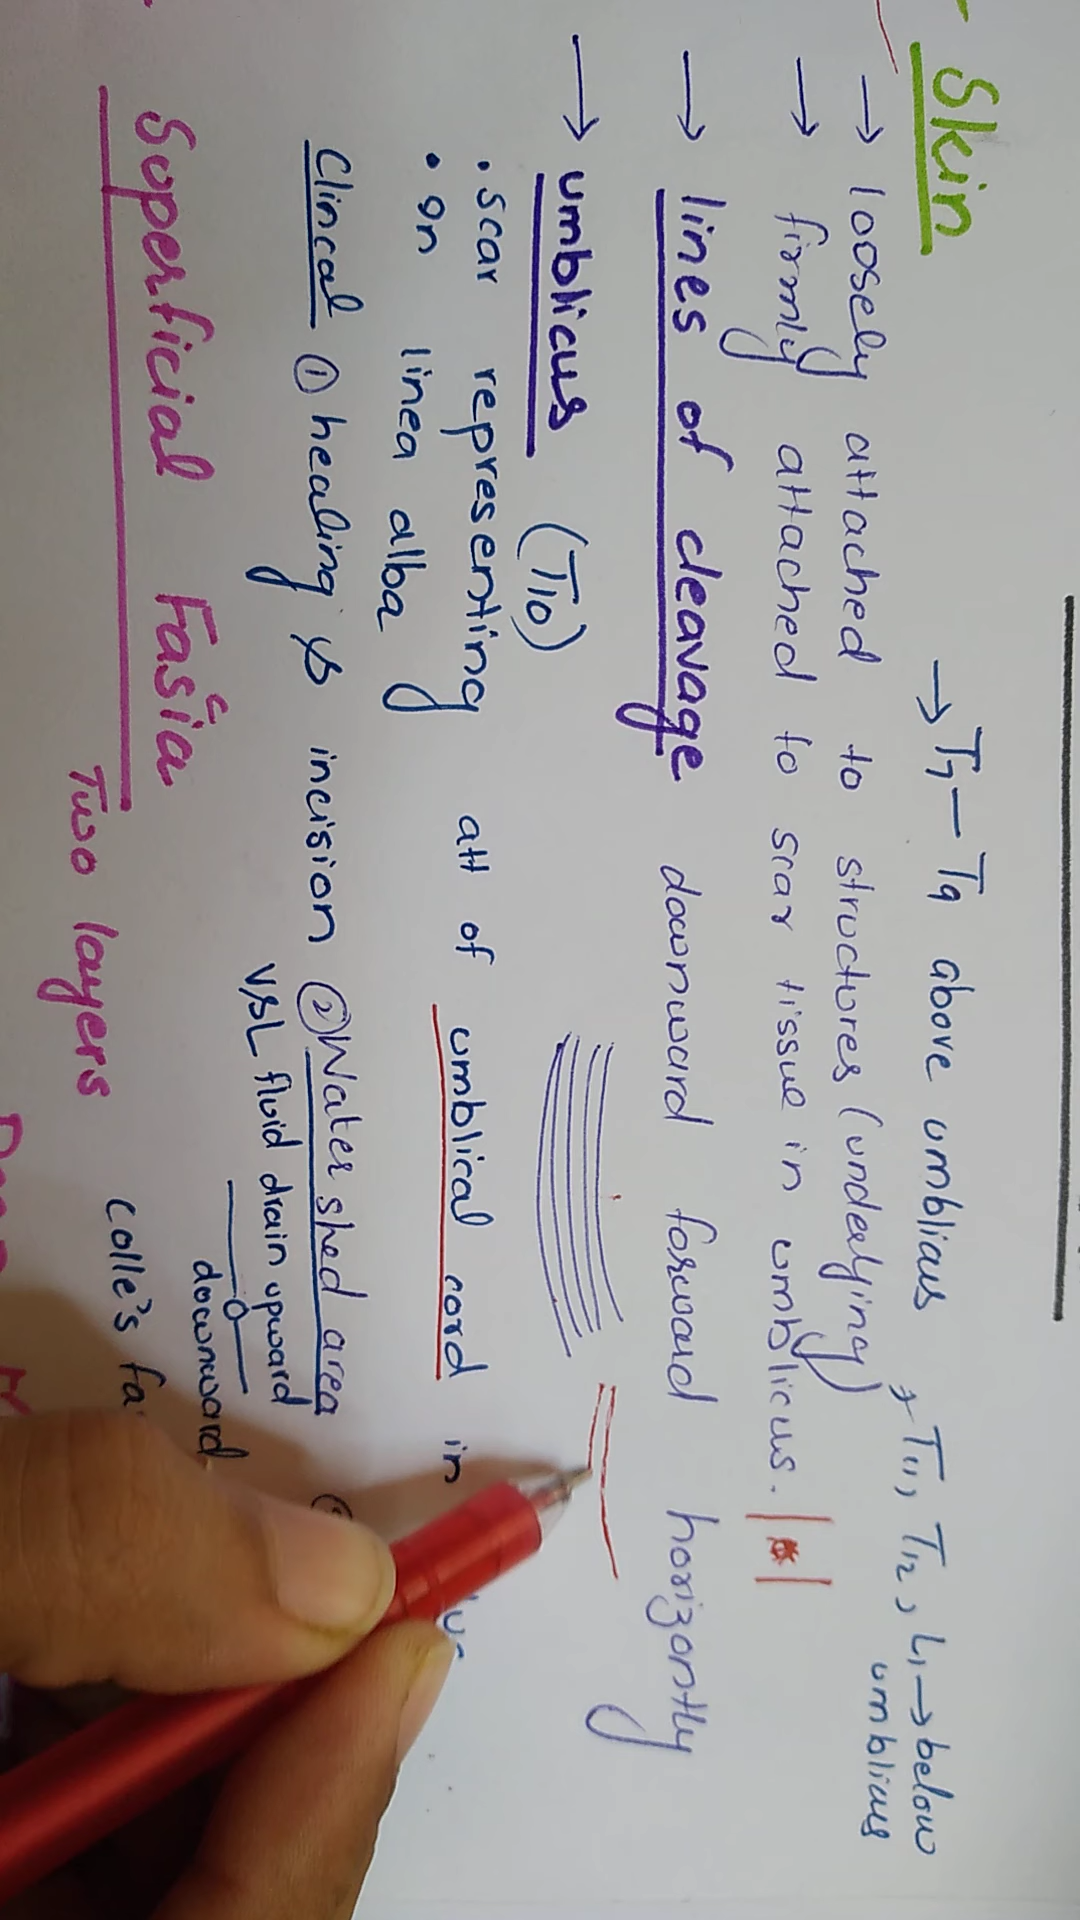 Skin
→ T7 – T9 above umblicus , T11, T12, L1 → below
umblicus
→ loosely attached to structures (underlying)
→ firmly attached to scar tissue in umblicus.
→ lines of cleavage downward forward horizontly
→ umblicus (T10)
• scar representing att of umblical cord in
• on linea alba
Clincal ① healing incision ② Water shed area
V&L fluid drain upward
downward
Superficial Fascia
Two layers
Colle's fa